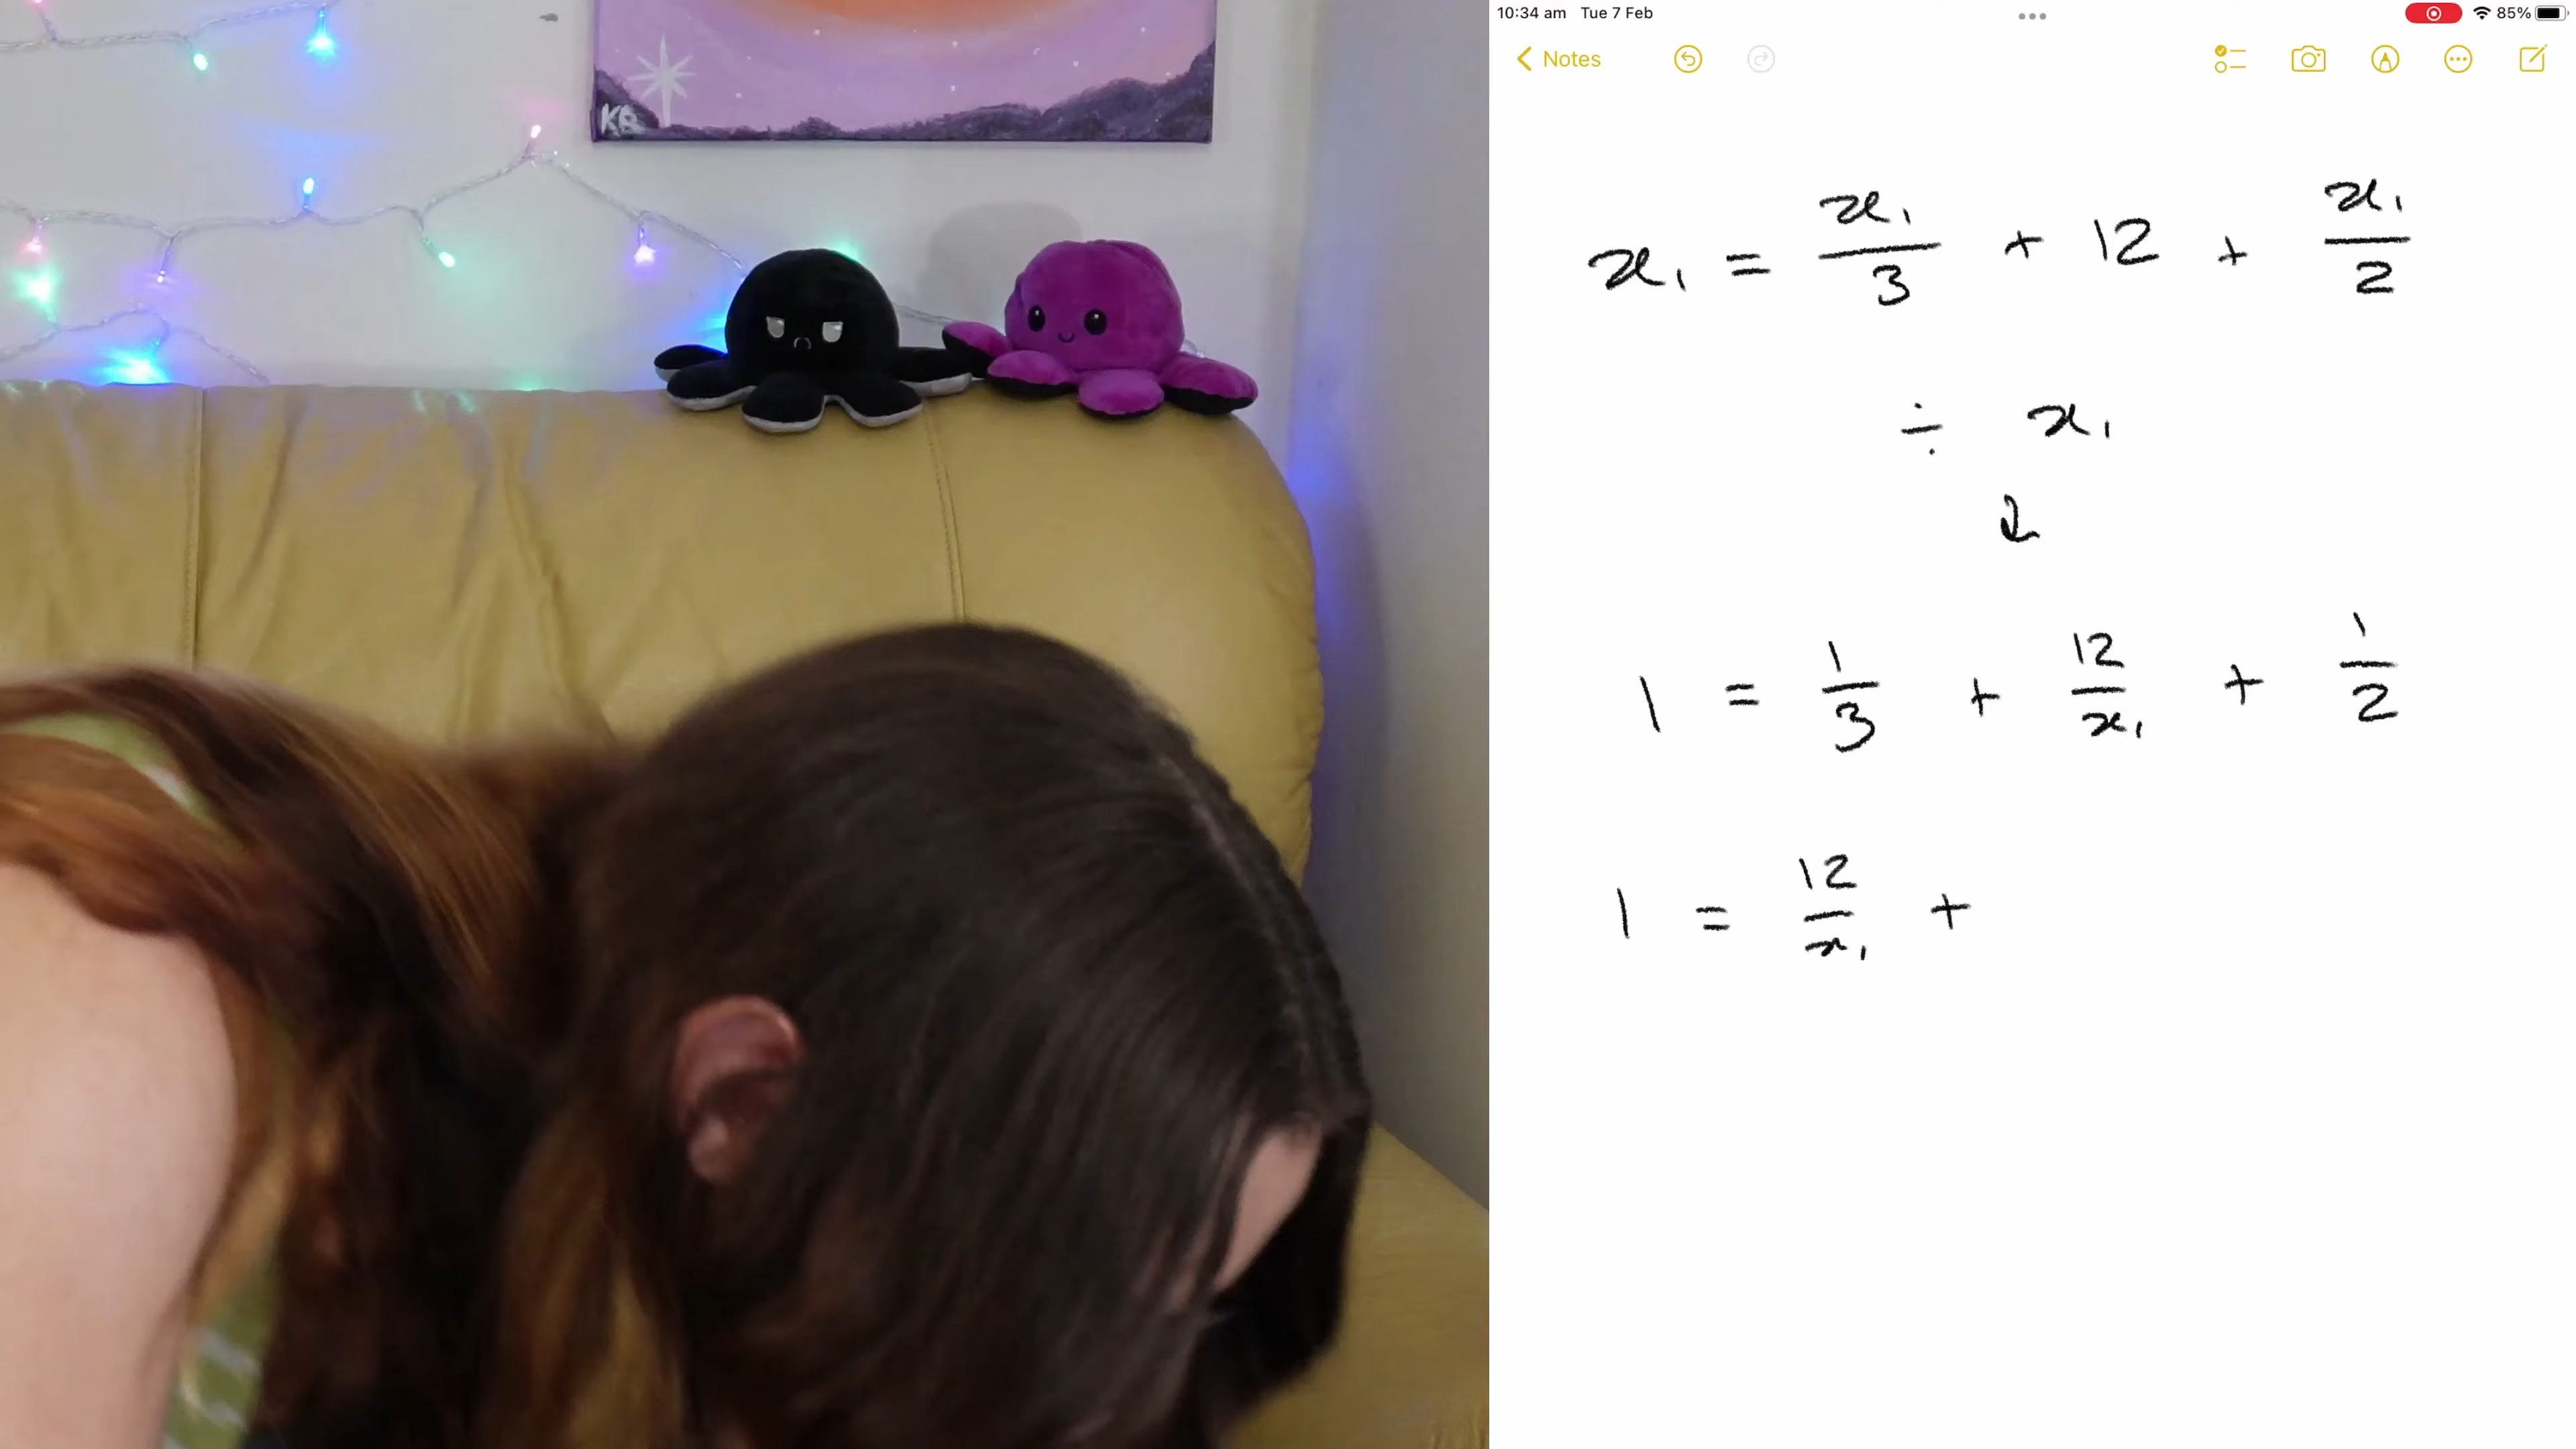 KB
10:34 am Tue 7 Feb
85%
Notes
x₁ = x₁/3 + 12 + x₁/2
÷ x₁
↓
1 = 1/3 + 12/x₁ + 1/2
1 = 12/x₁ +